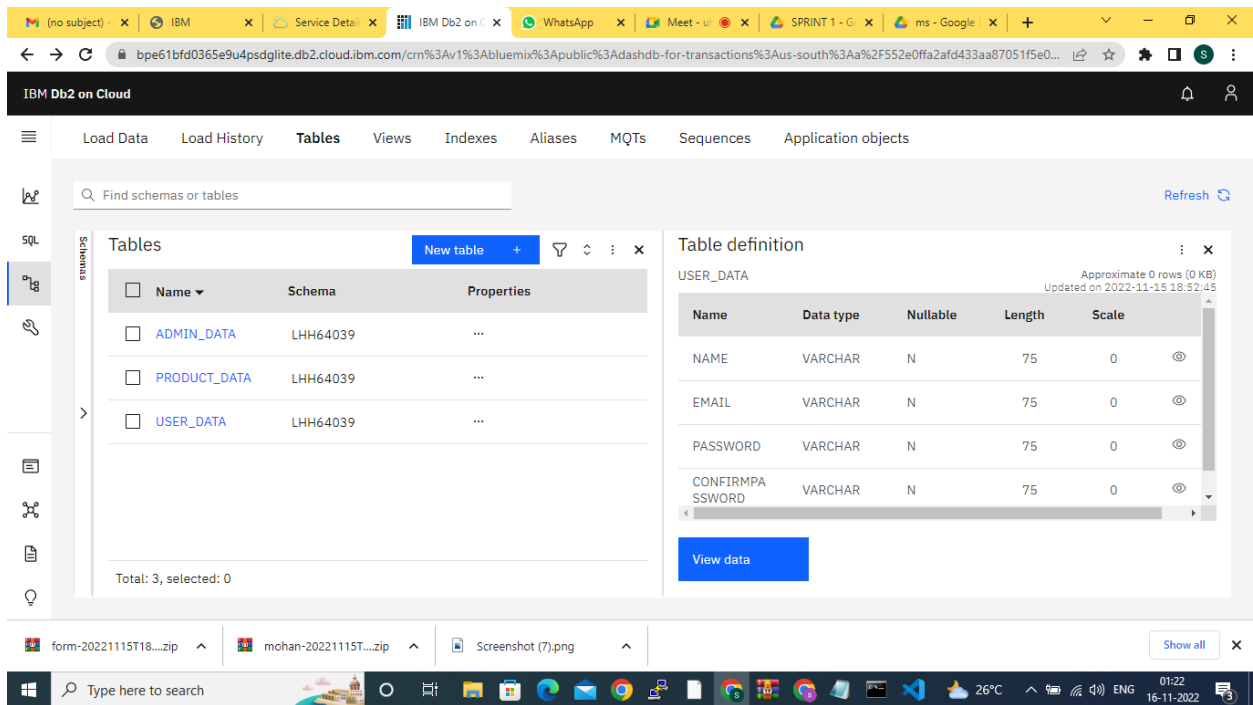 (no subject) -
IBM
Service Detail
IBM Db2 on C
WhatsApp
Meet - ul
SPRINT 1 - Go
ms - Google
bpe61bfd0365e9u4psdglite.db2.cloud.ibm.com/crn%3Av1%3Abluemix%3Apublic%3Adashdb-for-transactions%3Aus-south%3Aa%2F552e0ffa2afd433aa87051f5e0...
S
IBM Db2 on Cloud
Load Data Load History Tables Views Indexes Aliases MQTs Sequences Application objects
Find schemas or tables
Refresh
SQL
Schemas
Tables
New table +
Name Schema Properties
ADMIN_DATA LHH64039 ...
PRODUCT_DATA LHH64039 ...
USER_DATA LHH64039 ...
Total: 3, selected: 0
Table definition
USER_DATA
Approximate 0 rows (0 KB)
Updated on 2022-11-15 18:52:45
Name Data type Nullable Length Scale
NAME VARCHAR N 75 0
EMAIL VARCHAR N 75 0
PASSWORD VARCHAR N 75 0
CONFIRMPA
SSWORD VARCHAR N 75 0
View data
form-20221115T18....zip
mohan-20221115T....zip
Screenshot (7).png
Show all
Type here to search
26°C
ENG
01:22
16-11-2022
3